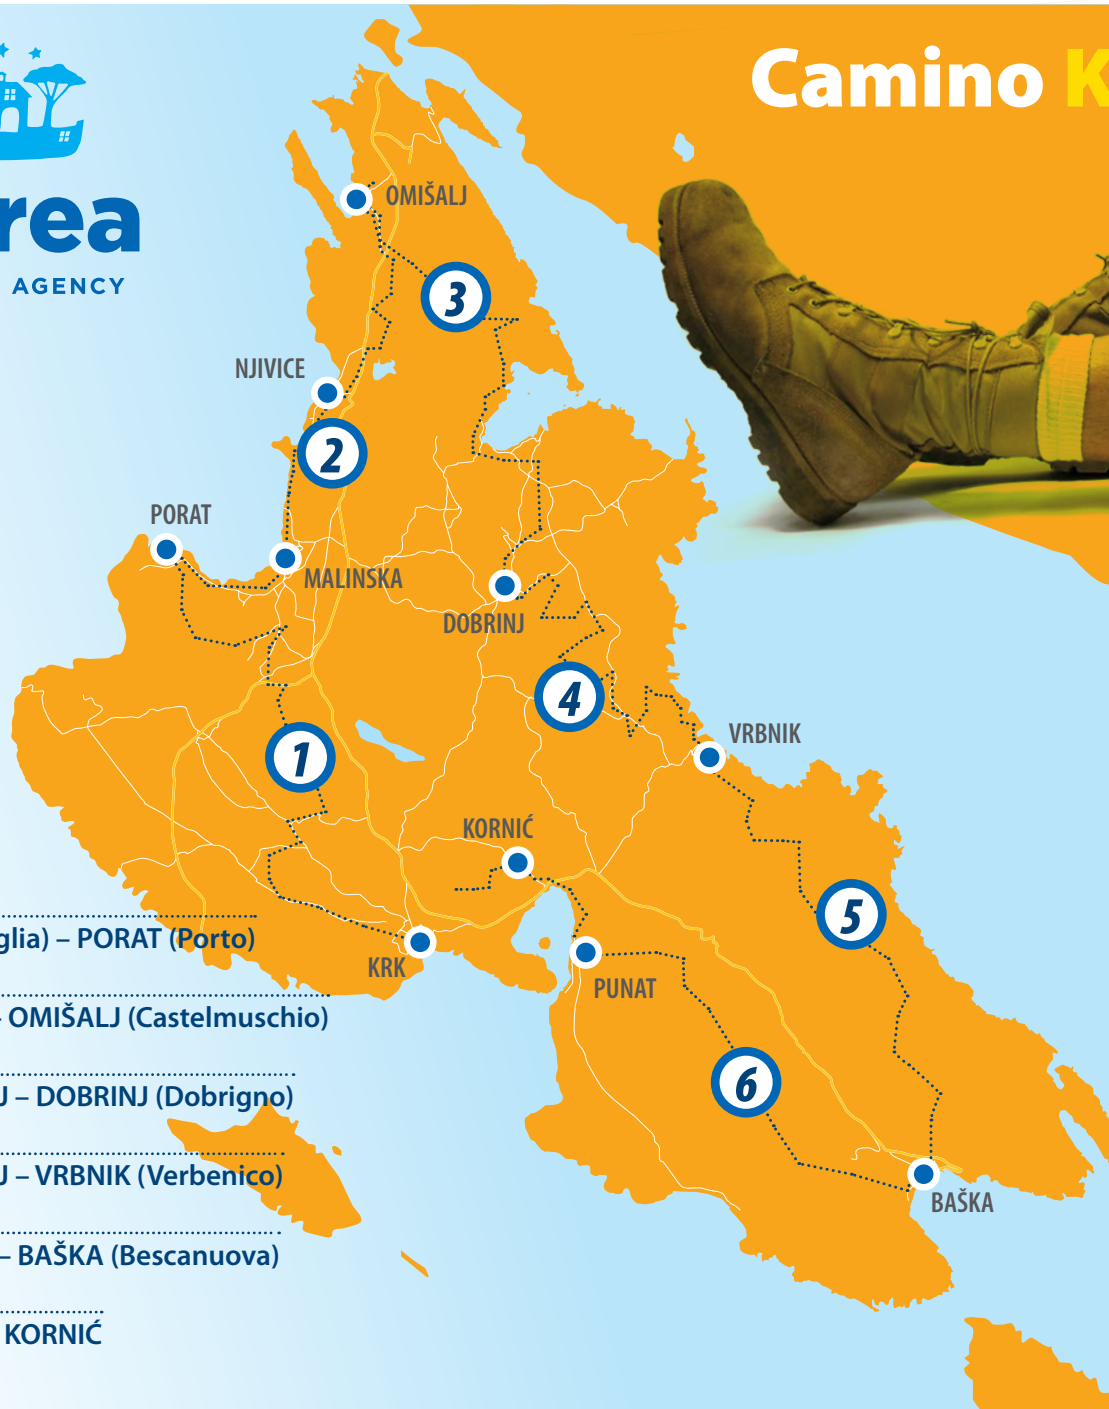 Camino K
rea
AGENCY
OMIŠALJ
3
NJIVICE
2
PORAT
MALINSKA
DOBRINJ
4
VRBNIK
1
KORNIĆ
5
KRK
PUNAT
6
BAŠKA
glia) – PORAT (Porto)
– OMIŠALJ (Castelmuschio)
J – DOBRINJ (Dobrigno)
J – VRBNIK (Verbenico)
– BAŠKA (Bescanuova)
KORNIĆ